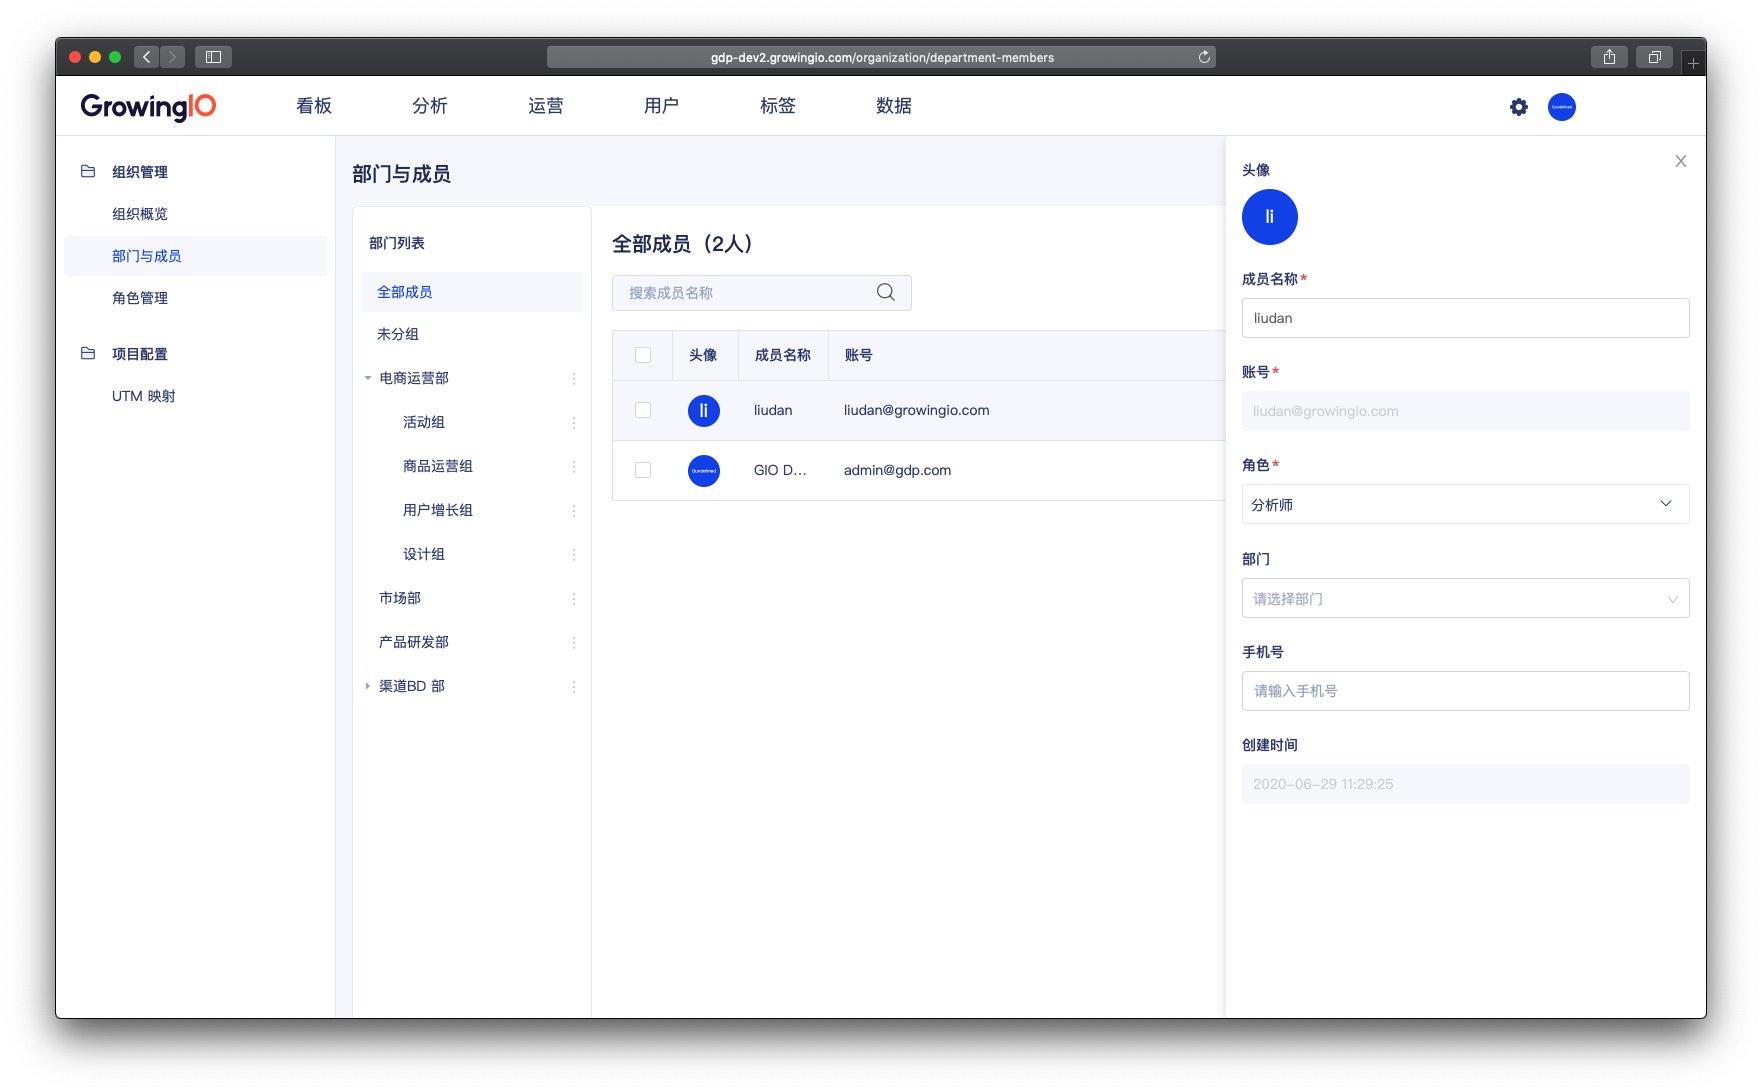 gdp-dev2.growingio.com/organization/department-members
GrowingIO
看板
分析
运营
用户
标签
数据
组织管理
组织概览
部门与成员
角色管理
项目配置
UTM 映射
部门与成员
部门列表
全部成员
未分组
电商运营部
活动组
商品运营组
用户增长组
设计组
市场部
产品研发部
渠道BD 部
全部成员（2人）
搜索成员名称
头像 成员名称 账号
li liudan liudan@growingio.com
Gundefined GIO D... admin@gdp.com
头像
li
成员名称*
liudan
账号*
liudan@growingio.com
角色*
分析师
部门
请选择部门
手机号
请输入手机号
创建时间
2020-06-29 11:29:25